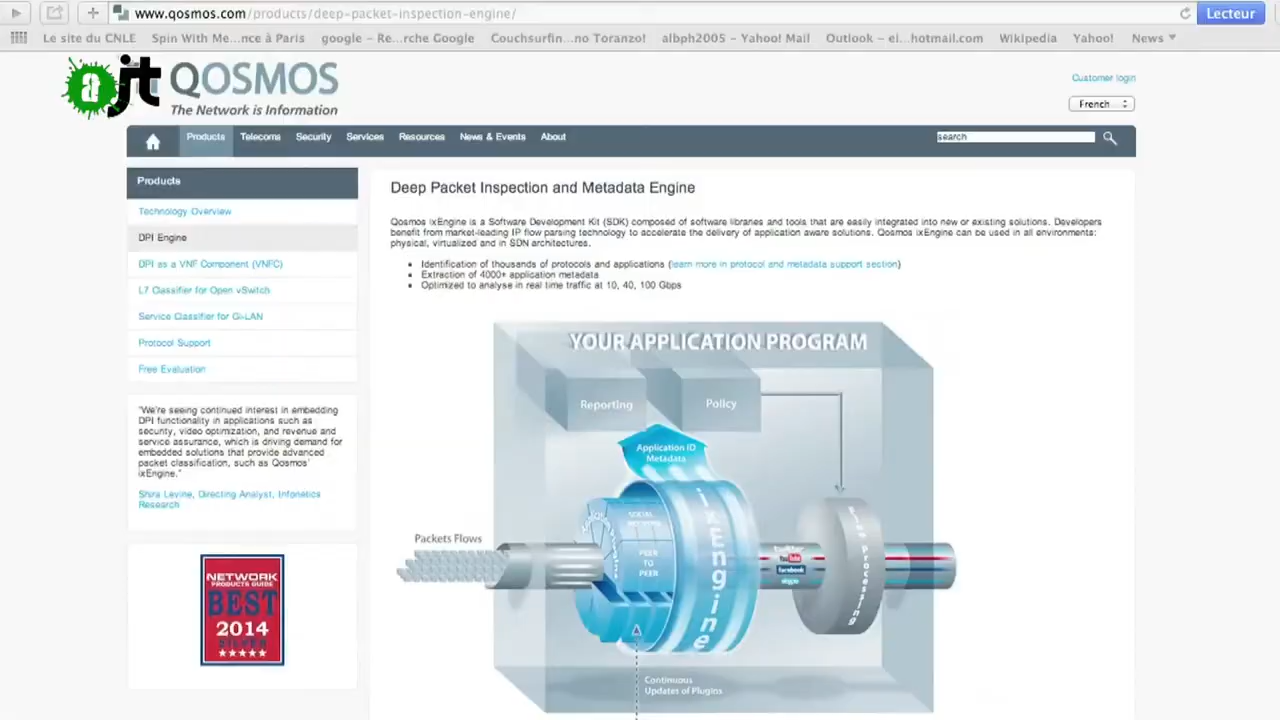 www.qosmos.com/products/deep-packet-inspection-engine/
Lecteur
Le site du CNLE Spin With Me...nce à Paris google – Re...rche Google Couchsurfin...no Toranzo! albph2005 – Yahoo! Mail Outlook – ei...hotmail.com Wikipedia Yahoo! News
ajt
QOSMOS
The Network is Information
Customer login
French
Products Telecoms Security Services Resources News & Events About
search
Products
Technology Overview
DPI Engine
DPI as a VNF Component (VNFC)
L7 Classifier for Open vSwitch
Service Classifier for Gi-LAN
Protocol Support
Free Evaluation
"We're seeing continued interest in embedding
DPI functionality in applications such as
security, video optimization, and revenue and
service assurance, which is driving demand for
embedded solutions that provide advanced
packet classification, such as Qosmos'
ixEngine."
Shira Levine, Directing Analyst, Infonetics
Research
NETWORK
PRODUCTS GUIDE
BEST
2014
SILVER
Deep Packet Inspection and Metadata Engine
Qosmos ixEngine is a Software Development Kit (SDK) composed of software libraries and tools that are easily integrated into new or existing solutions. Developers
benefit from market-leading IP flow parsing technology to accelerate the delivery of application aware solutions. Qosmos ixEngine can be used in all environments:
physical, virtualized and in SDN architectures.
Identification of thousands of protocols and applications (learn more in protocol and metadata support section)
Extraction of 4000+ application metadata
Optimized to analyse in real time traffic at 10, 40, 100 Gbps
YOUR APPLICATION PROGRAM
Reporting
Policy
Application ID
Metadata
SOCIAL
PEER
TO
PEER
ixEngine
Packets Flows
twitter
YouTube
facebook
skype
Flow processing
Continuous
Updates of Plugins